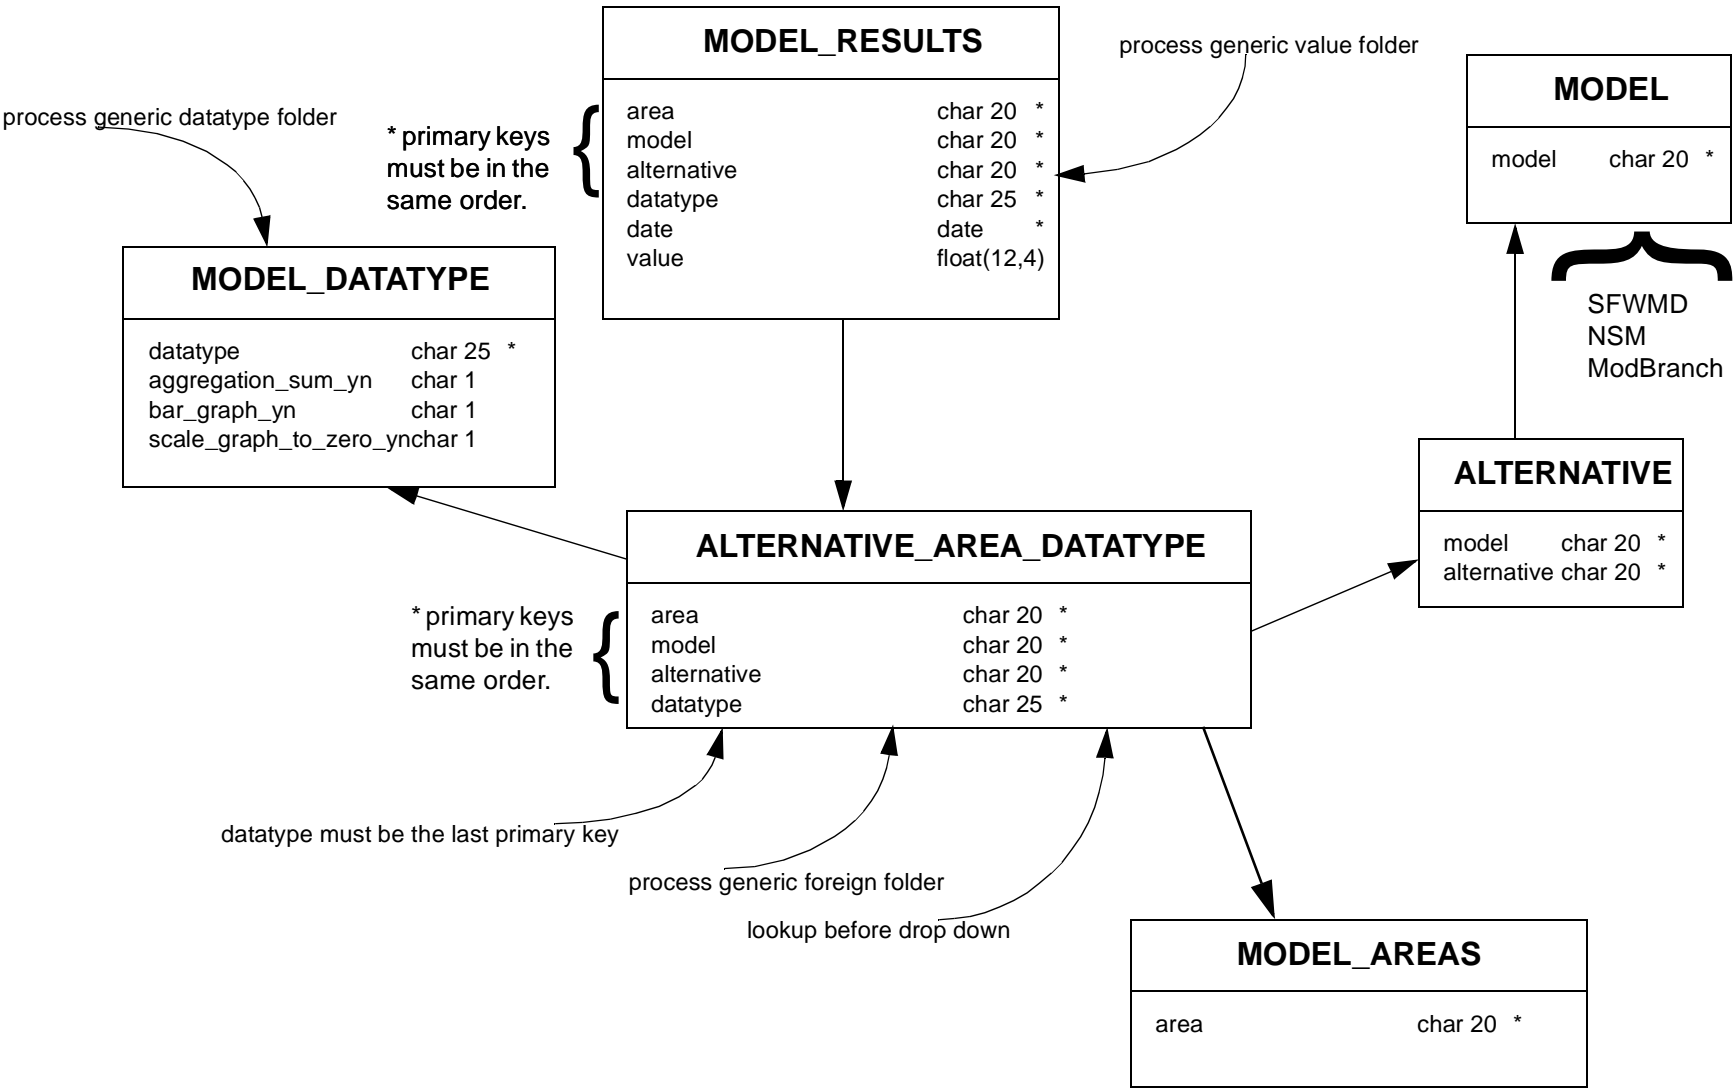 MODEL_RESULTS
process generic value folder
area char 20 *
model char 20 *
alternative char 20 *
datatype char 25 *
date date *
value float(12,4)
* primary keys
must be in the
same order.
process generic datatype folder
MODEL
model char 20 *
SFWMD
NSM
ModBranch
MODEL_DATATYPE
datatype char 25 *
aggregation_sum_yn char 1
bar_graph_yn char 1
scale_graph_to_zero_ynchar 1
ALTERNATIVE
model char 20 *
alternative char 20 *
ALTERNATIVE_AREA_DATATYPE
* primary keys
must be in the
same order.
area char 20 *
model char 20 *
alternative char 20 *
datatype char 25 *
datatype must be the last primary key
process generic foreign folder
lookup before drop down
MODEL_AREAS
area char 20 *